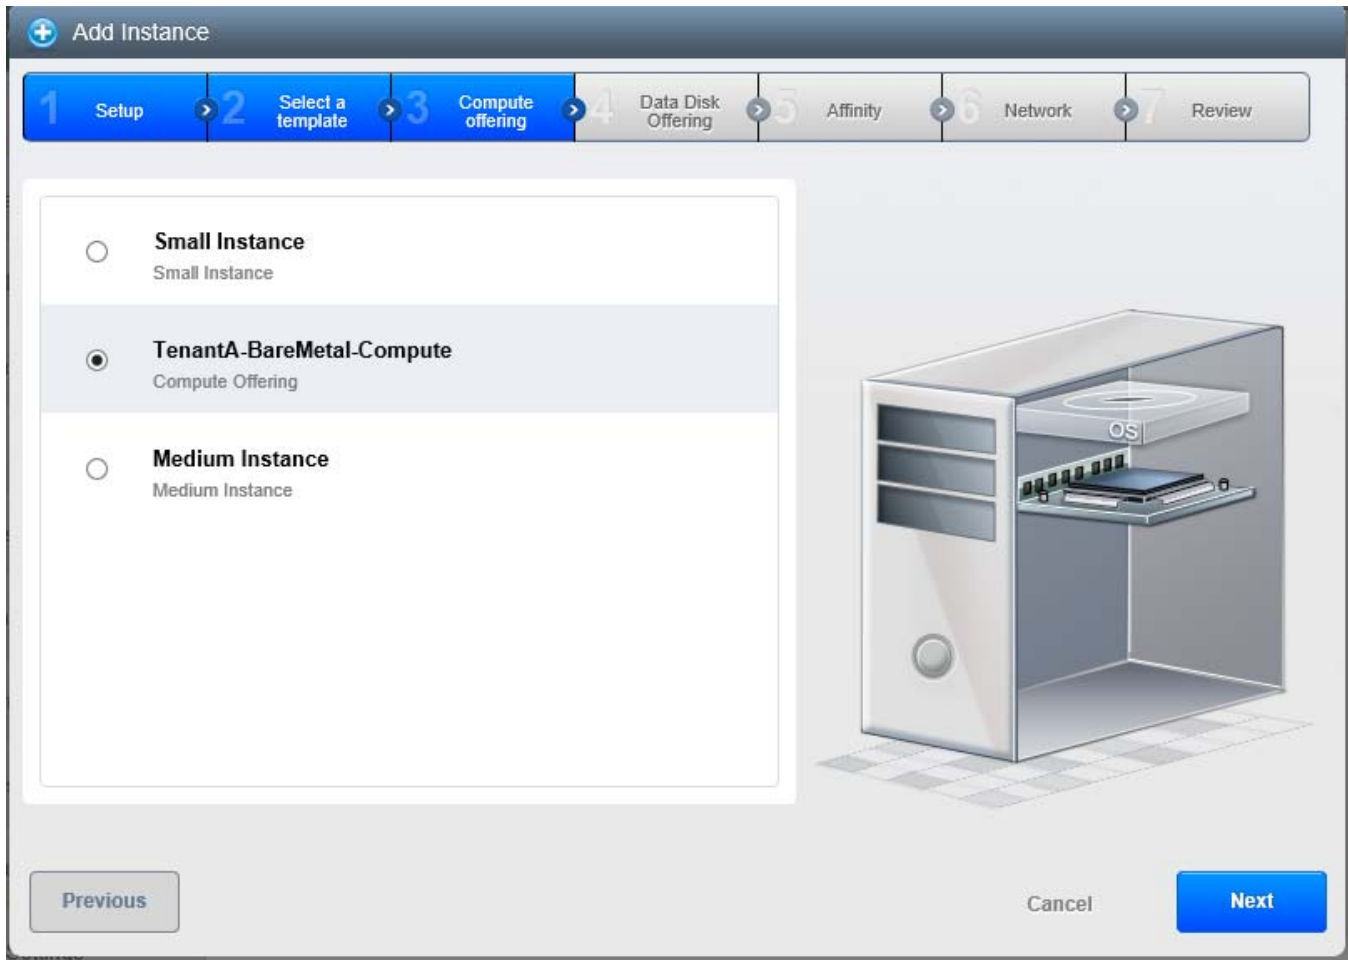 Add Instance
1 Setup
2 Select a
template
3 Compute
offering
4 Data Disk
Offering
5 Affinity
6 Network
7 Review
Small Instance
Small Instance
TenantA-BareMetal-Compute
Compute Offering
Medium Instance
Medium Instance
OS
Previous
Cancel
Next